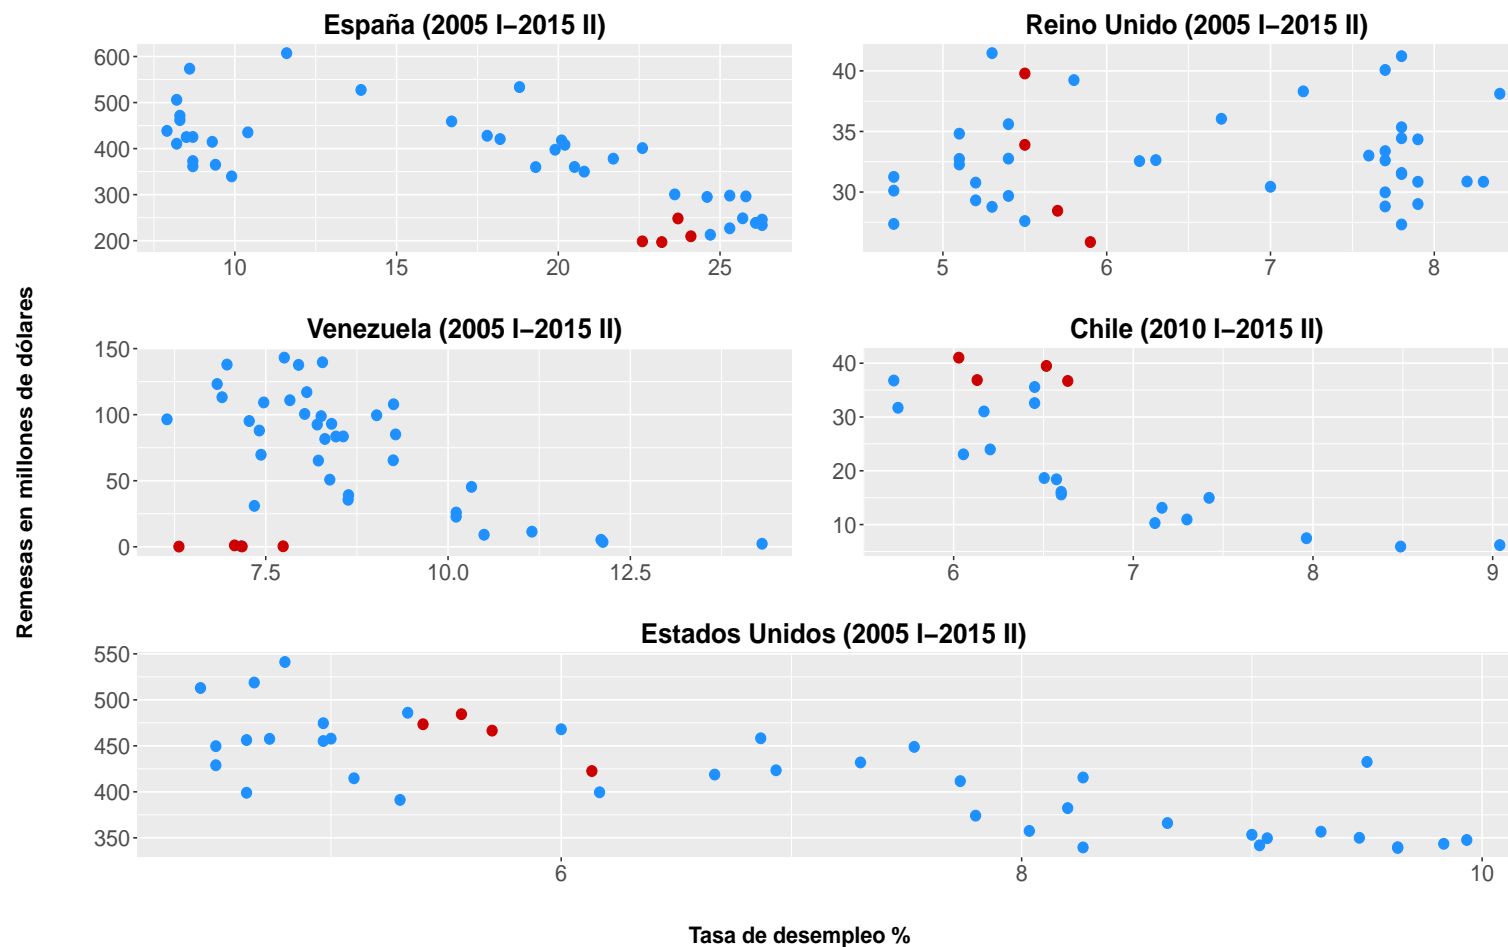 España (2005 I–2015 II)
600
500
400
300
200
10 15 20 25
Reino Unido (2005 I–2015 II)
40
35
30
5 6 7 8
Remesas en millones de dólares
Venezuela (2005 I–2015 II)
150
100
50
0
7.5 10.0 12.5
Chile (2010 I–2015 II)
40
30
20
10
6 7 8 9
Estados Unidos (2005 I–2015 II)
550
500
450
400
350
6 8 10
Tasa de desempleo %